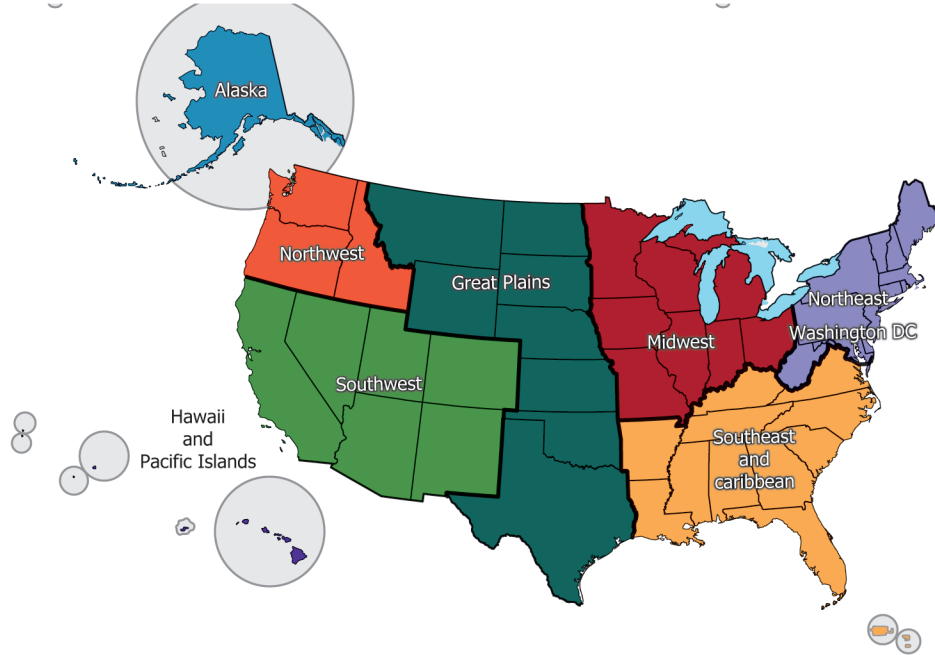 Alaska
Northwest
Great Plains
Northeast
Washington DC
Midwest
Southwest
Hawaii
and
Pacific Islands
Southeast
and
caribbean